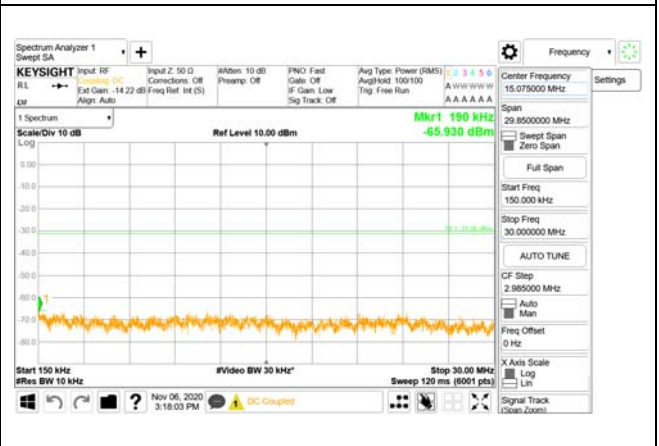 Spectrum Analyzer 1
Swept SA
+
Frequency
KEYSIGHT
RL
Input: RF
Coupling: DC
Ext Gain: -14.22 dB
Align: Auto
Input Z: 50 Ω
Corrections: Off
Freq Ref: Int (S)
#Atten: 10 dB
Preamp: Off
PNO: Fast
Gate: Off
IF Gain: Low
Sig Track: Off
Avg Type: Power (RMS)
Avg|Hold: 100/100
Trig: Free Run
1 2 3 4 5 6
A W W W W W
A A A A A A
1 Spectrum
Scale/Div 10 dB
Ref Level 10.00 dBm
Mkr1 190 kHz
-65.930 dBm
Log
0.00
-10.0
-20.0
-30.0
-40.0
-50.0
-60.0
-70.0
-80.0
1
Start 150 kHz
#Res BW 10 kHz
#Video BW 30 kHz*
Stop 30.00 MHz
Sweep 120 ms (6001 pts)
Center Frequency
15.075000 MHz
Settings
Span
29.8500000 MHz
Swept Span
Zero Span
Full Span
Start Freq
150.000 kHz
Stop Freq
30.000000 MHz
AUTO TUNE
CF Step
2.985000 MHz
Auto
Man
Freq Offset
0 Hz
X Axis Scale
Log
Lin
Signal Track
(Span Zoom)
?
Nov 06, 2020
3:18:03 PM
1
DC Coupled